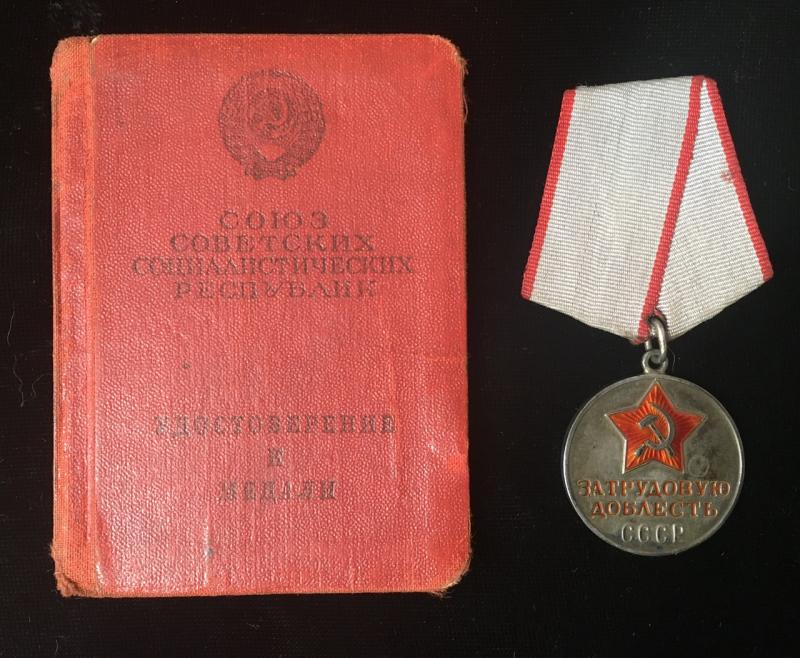 СОЮЗ
СОВЕТСКИХ
СОЦИАЛИСТИЧЕСКИХ
РЕСПУБЛИК
УДОСТОВЕРЕНИЕ
К
МЕДАЛИ
ЗА ТРУДОВУЮ
ДОБЛЕСТЬ
СССР